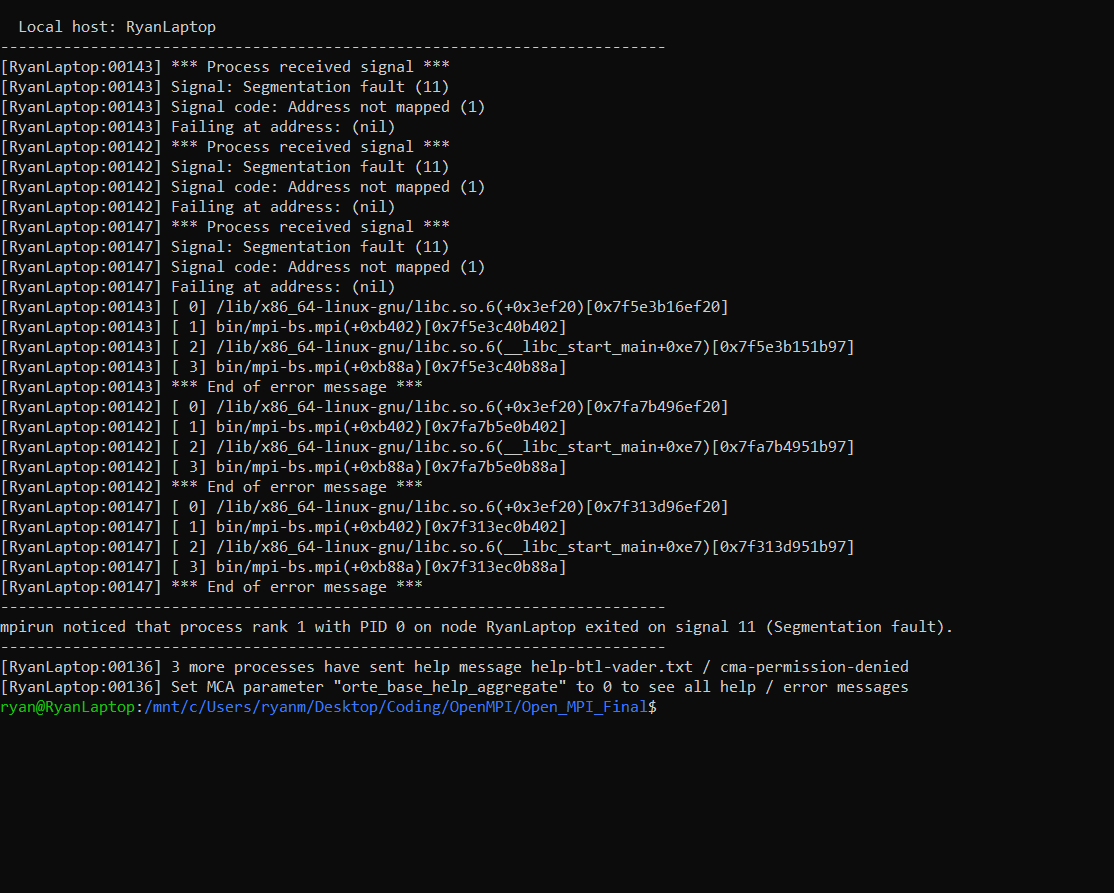 Local host: RyanLaptop
--------------------------------------------------------------------------
[RyanLaptop:00143] *** Process received signal ***
[RyanLaptop:00143] Signal: Segmentation fault (11)
[RyanLaptop:00143] Signal code: Address not mapped (1)
[RyanLaptop:00143] Failing at address: (nil)
[RyanLaptop:00142] *** Process received signal ***
[RyanLaptop:00142] Signal: Segmentation fault (11)
[RyanLaptop:00142] Signal code: Address not mapped (1)
[RyanLaptop:00142] Failing at address: (nil)
[RyanLaptop:00147] *** Process received signal ***
[RyanLaptop:00147] Signal: Segmentation fault (11)
[RyanLaptop:00147] Signal code: Address not mapped (1)
[RyanLaptop:00147] Failing at address: (nil)
[RyanLaptop:00143] [ 0] /lib/x86_64-linux-gnu/libc.so.6(+0x3ef20)[0x7f5e3b16ef20]
[RyanLaptop:00143] [ 1] bin/mpi-bs.mpi(+0xb402)[0x7f5e3c40b402]
[RyanLaptop:00143] [ 2] /lib/x86_64-linux-gnu/libc.so.6(__libc_start_main+0xe7)[0x7f5e3b151b97]
[RyanLaptop:00143] [ 3] bin/mpi-bs.mpi(+0xb88a)[0x7f5e3c40b88a]
[RyanLaptop:00143] *** End of error message ***
[RyanLaptop:00142] [ 0] /lib/x86_64-linux-gnu/libc.so.6(+0x3ef20)[0x7fa7b496ef20]
[RyanLaptop:00142] [ 1] bin/mpi-bs.mpi(+0xb402)[0x7fa7b5e0b402]
[RyanLaptop:00142] [ 2] /lib/x86_64-linux-gnu/libc.so.6(__libc_start_main+0xe7)[0x7fa7b4951b97]
[RyanLaptop:00142] [ 3] bin/mpi-bs.mpi(+0xb88a)[0x7fa7b5e0b88a]
[RyanLaptop:00142] *** End of error message ***
[RyanLaptop:00147] [ 0] /lib/x86_64-linux-gnu/libc.so.6(+0x3ef20)[0x7f313d96ef20]
[RyanLaptop:00147] [ 1] bin/mpi-bs.mpi(+0xb402)[0x7f313ec0b402]
[RyanLaptop:00147] [ 2] /lib/x86_64-linux-gnu/libc.so.6(__libc_start_main+0xe7)[0x7f313d951b97]
[RyanLaptop:00147] [ 3] bin/mpi-bs.mpi(+0xb88a)[0x7f313ec0b88a]
[RyanLaptop:00147] *** End of error message ***
--------------------------------------------------------------------------
mpirun noticed that process rank 1 with PID 0 on node RyanLaptop exited on signal 11 (Segmentation fault).
--------------------------------------------------------------------------
[RyanLaptop:00136] 3 more processes have sent help message help-btl-vader.txt / cma-permission-denied
[RyanLaptop:00136] Set MCA parameter "orte_base_help_aggregate" to 0 to see all help / error messages
ryan@RyanLaptop:/mnt/c/Users/ryanm/Desktop/Coding/OpenMPI/Open_MPI_Final$